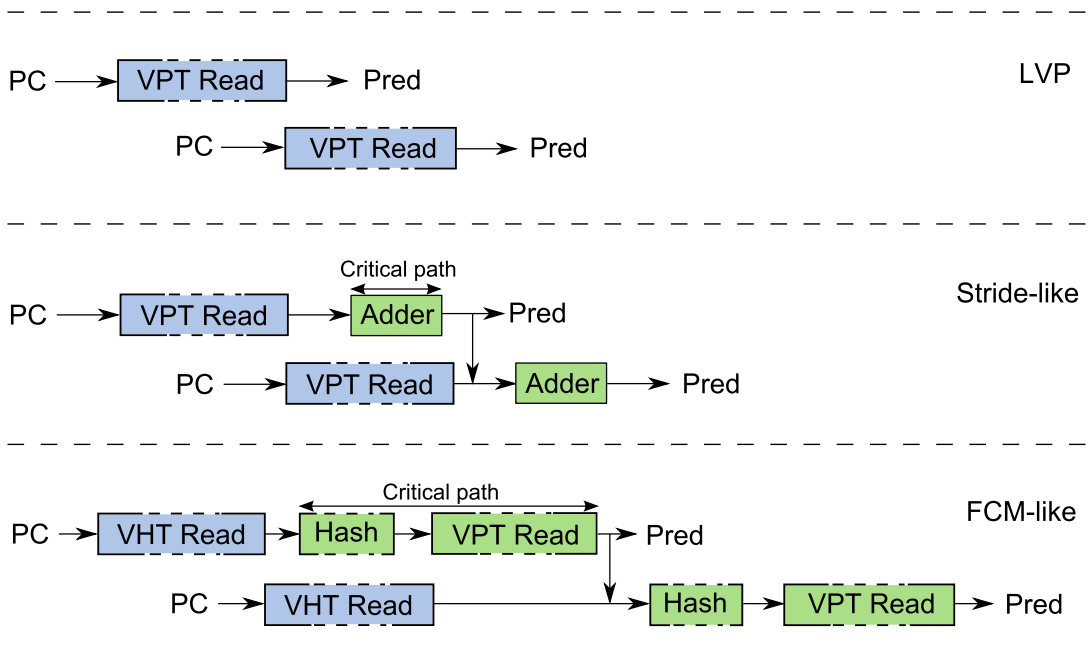 PC VPT Read Pred LVP
PC VPT Read Pred
Critical path
Stride-like
PC VPT Read Adder Pred
PC VPT Read Adder Pred
Critical path
FCM-like
PC VHT Read Hash VPT Read Pred
PC VHT Read Hash VPT Read Pred